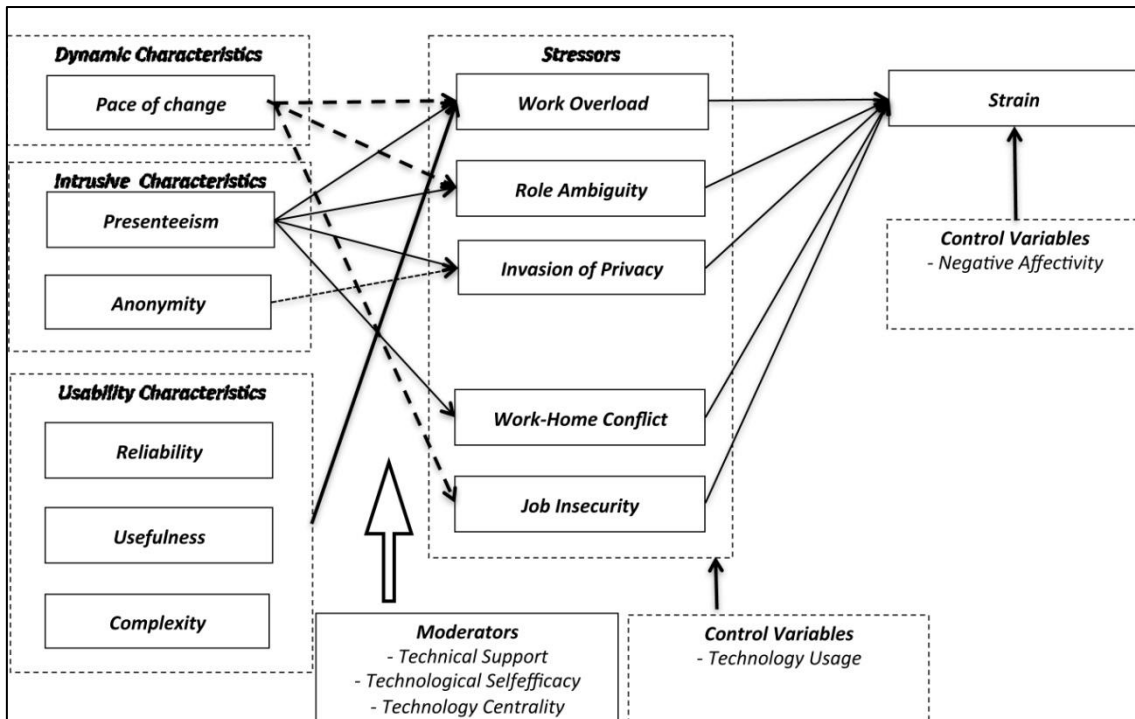 Dynamic Characteristics
Pace of change
Intrusive Characteristics
Presenteeism
Anonymity
Usability Characteristics
Reliability
Usefulness
Complexity
Stressors
Work Overload
Role Ambiguity
Invasion of Privacy
Work-Home Conflict
Job Insecurity
Strain
Control Variables
- Negative Affectivity
Moderators
- Technical Support
- Technological Selfefficacy
- Technology Centrality
Control Variables
- Technology Usage